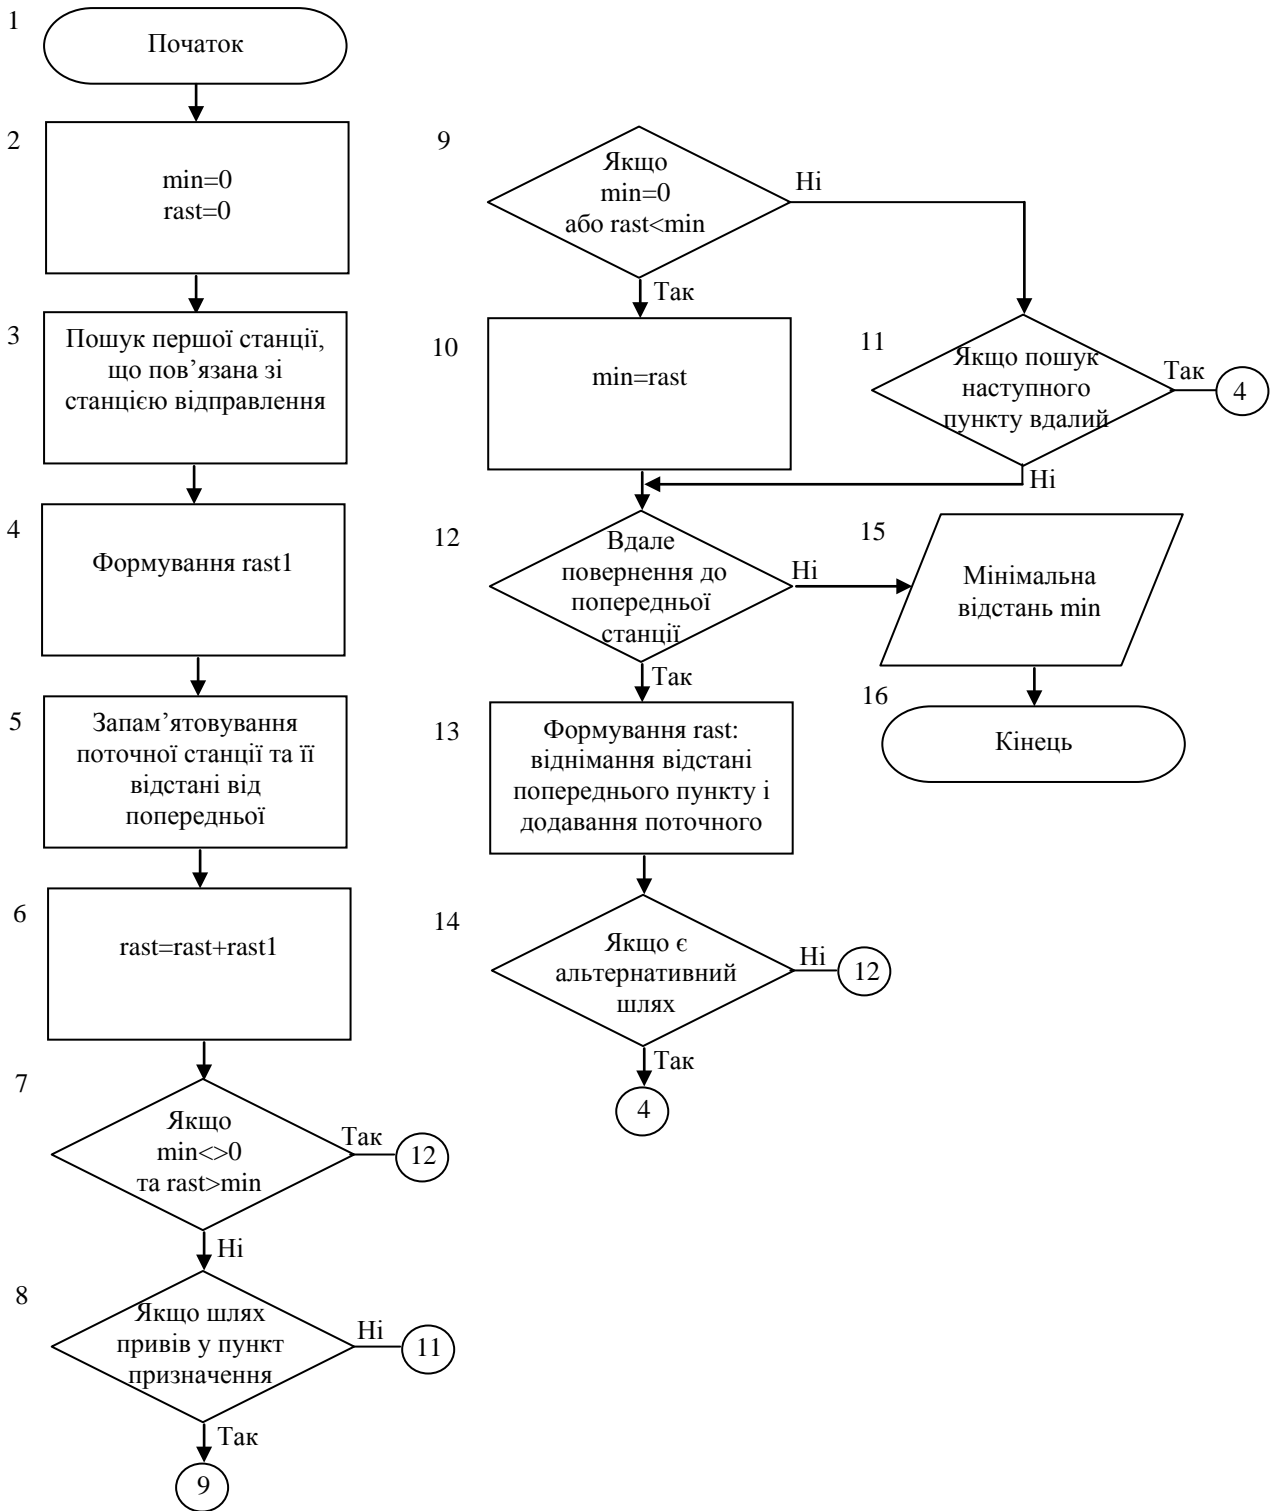 1
Початок
2
min=0
rast=0
3
Пошук першої станції,
що пов’язана зі
станцією відправлення
4
Формування rast1
5
Запам’ятовування
поточної станції та її
відстані від
попередньої
6
rast=rast+rast1
7
Якщо
min<>0
та rast>min
Так
12
Ні
8
Якщо шлях
привів у пункт
призначення
Ні
11
Так
9
9
Якщо
min=0
або rast<min
Ні
Так
10
min=rast
11
Якщо пошук
наступного
пункту вдалий
Так
4
Ні
12
Вдале
повернення до
попередньої
станції
Ні
Так
15
Мінімальна
відстань min
16
Кінець
13
Формування rast:
віднімання відстані
попереднього пункту і
додавання поточного
14
Якщо є
альтернативний
шлях
Ні
12
Так
4